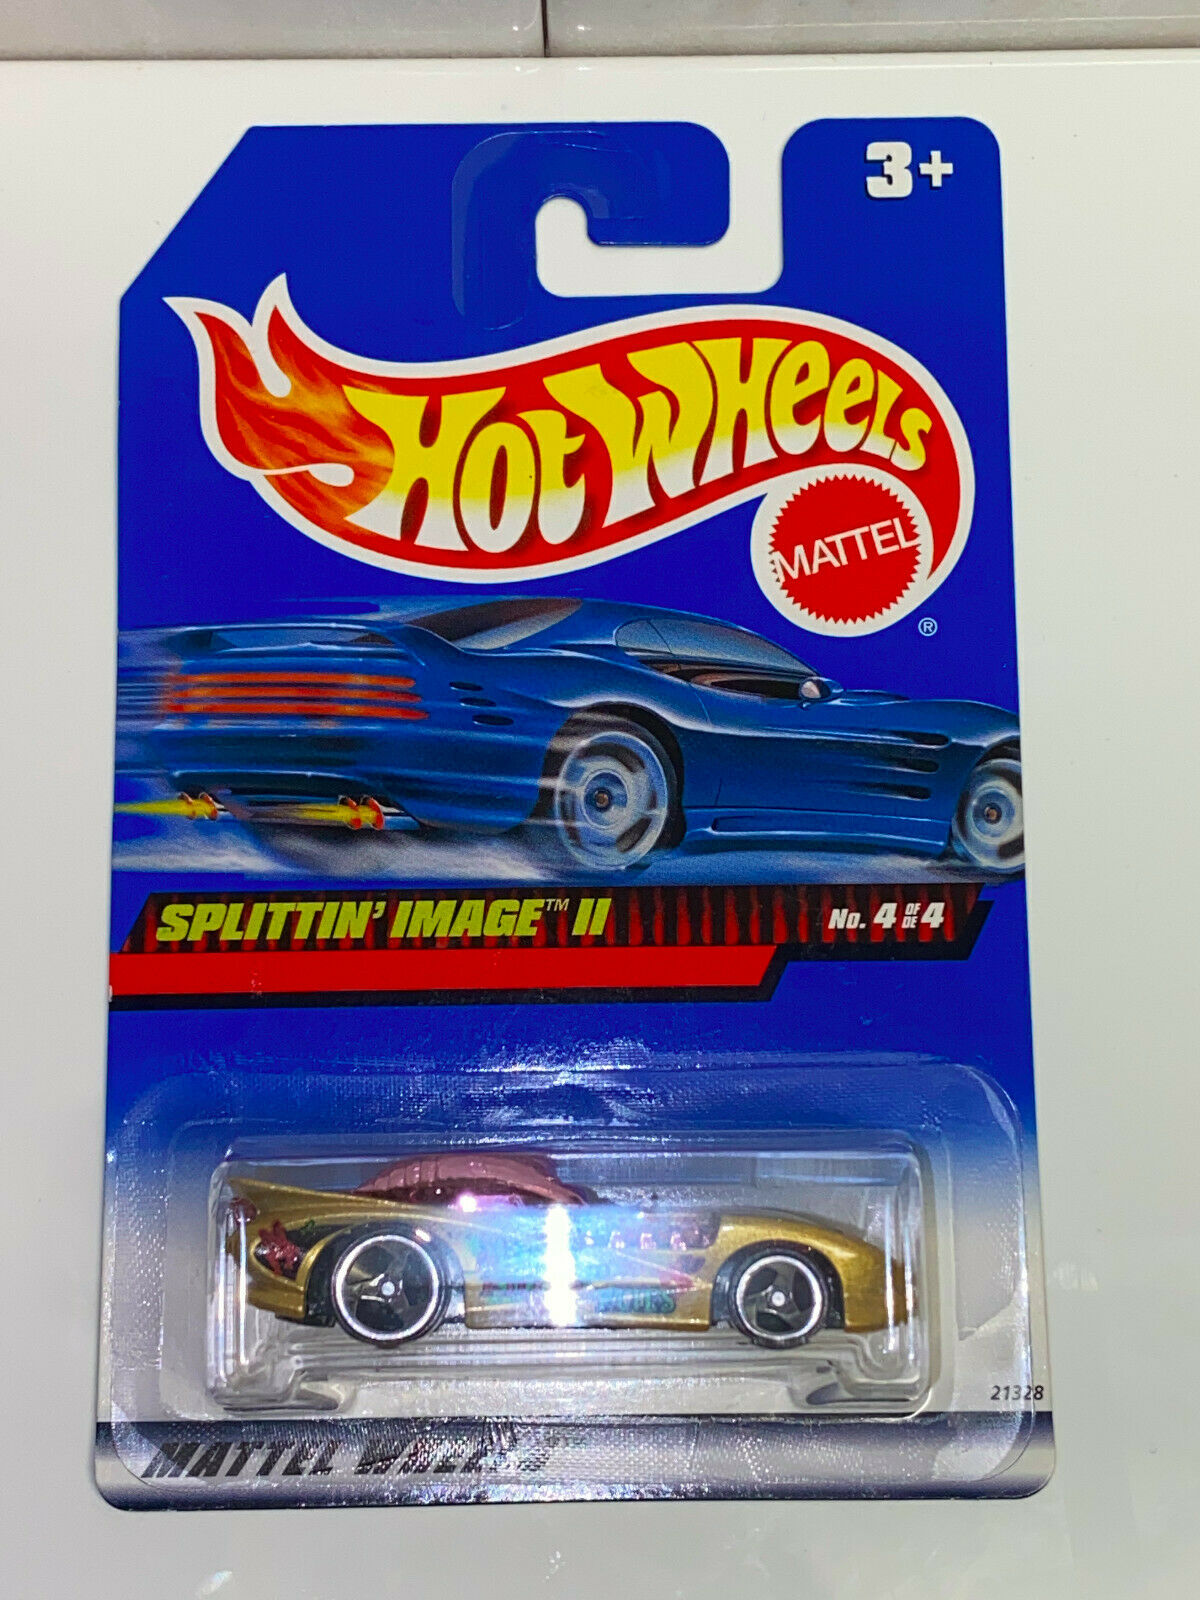 3+
HOT WHEELS
MATTEL
®
SPLITTIN' IMAGE™ II
No. 4 OF DE 4
21328
MATTEL WHEELS